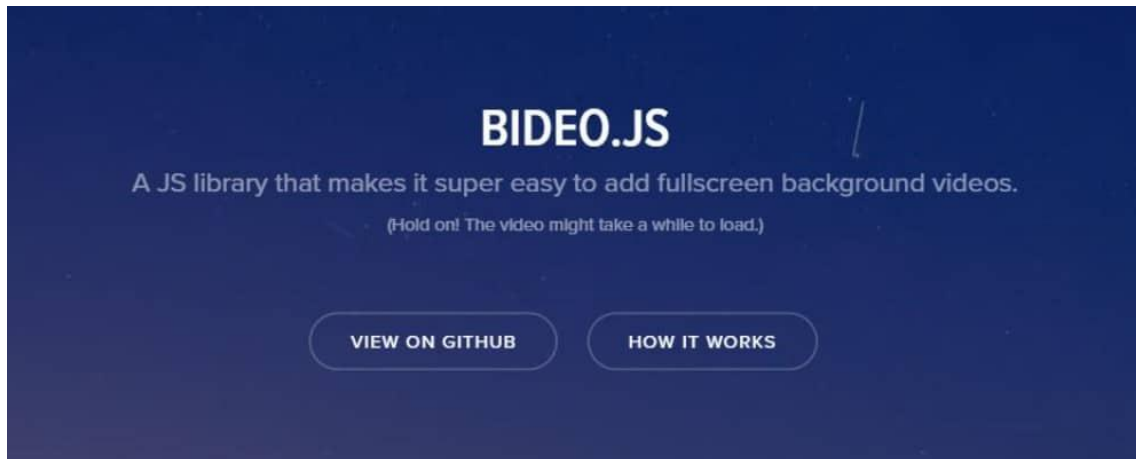 BIDEO.JS
A JS library that makes it super easy to add fullscreen background videos.
(Hold on! The video might take a while to load.)
VIEW ON GITHUB HOW IT WORKS